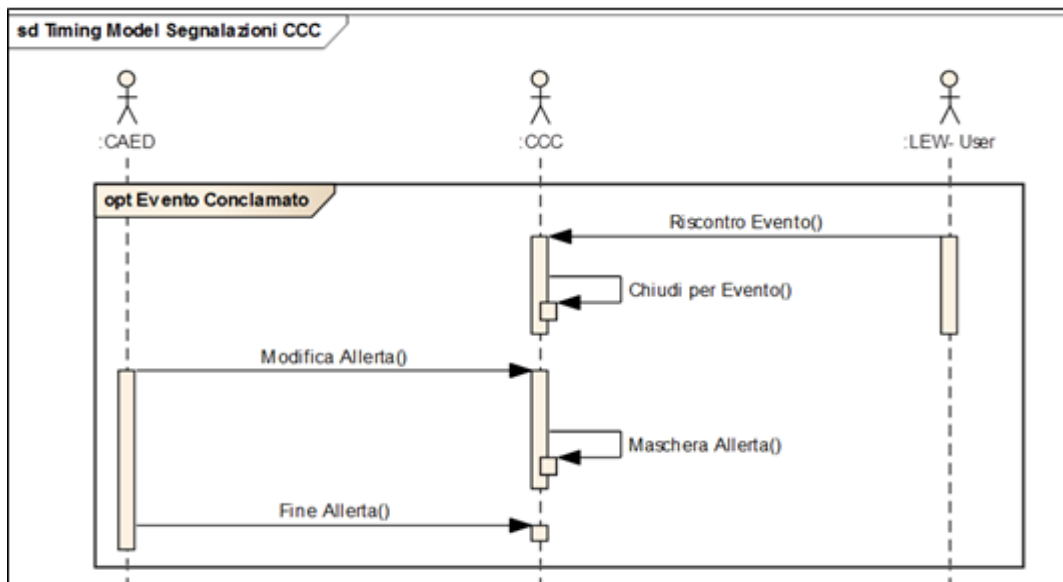 sd Timing Model Segnalazioni CCC
:CAED
:CCC
:LEW- User
opt Evento Conclamato
Riscontro Evento()
Chiudi per Evento()
Modifica Allerta()
Maschera Allerta()
Fine Allerta()